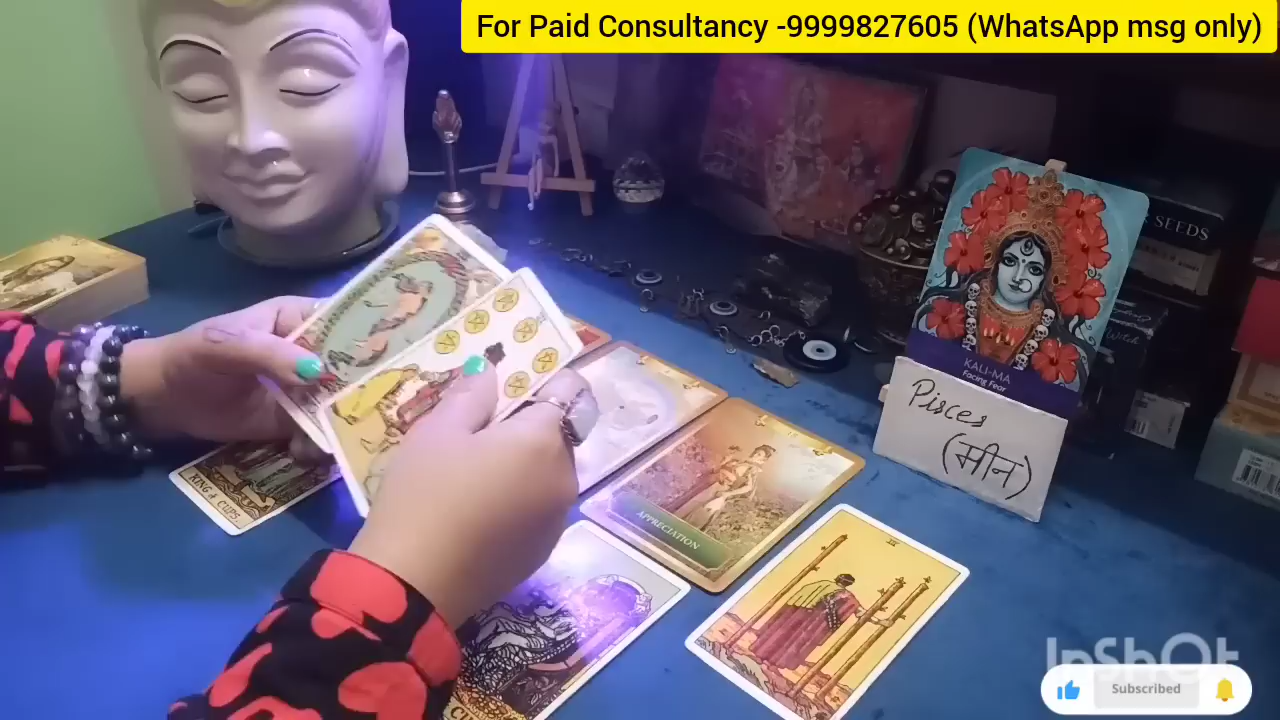 For Paid Consultancy -9999827605 (WhatsApp msg only)
SEEDS
KALI-MA
Facing Fear
Pisces
(मीन)
KING of CUPS
APPRECIATION
III
InShOt
Subscribed